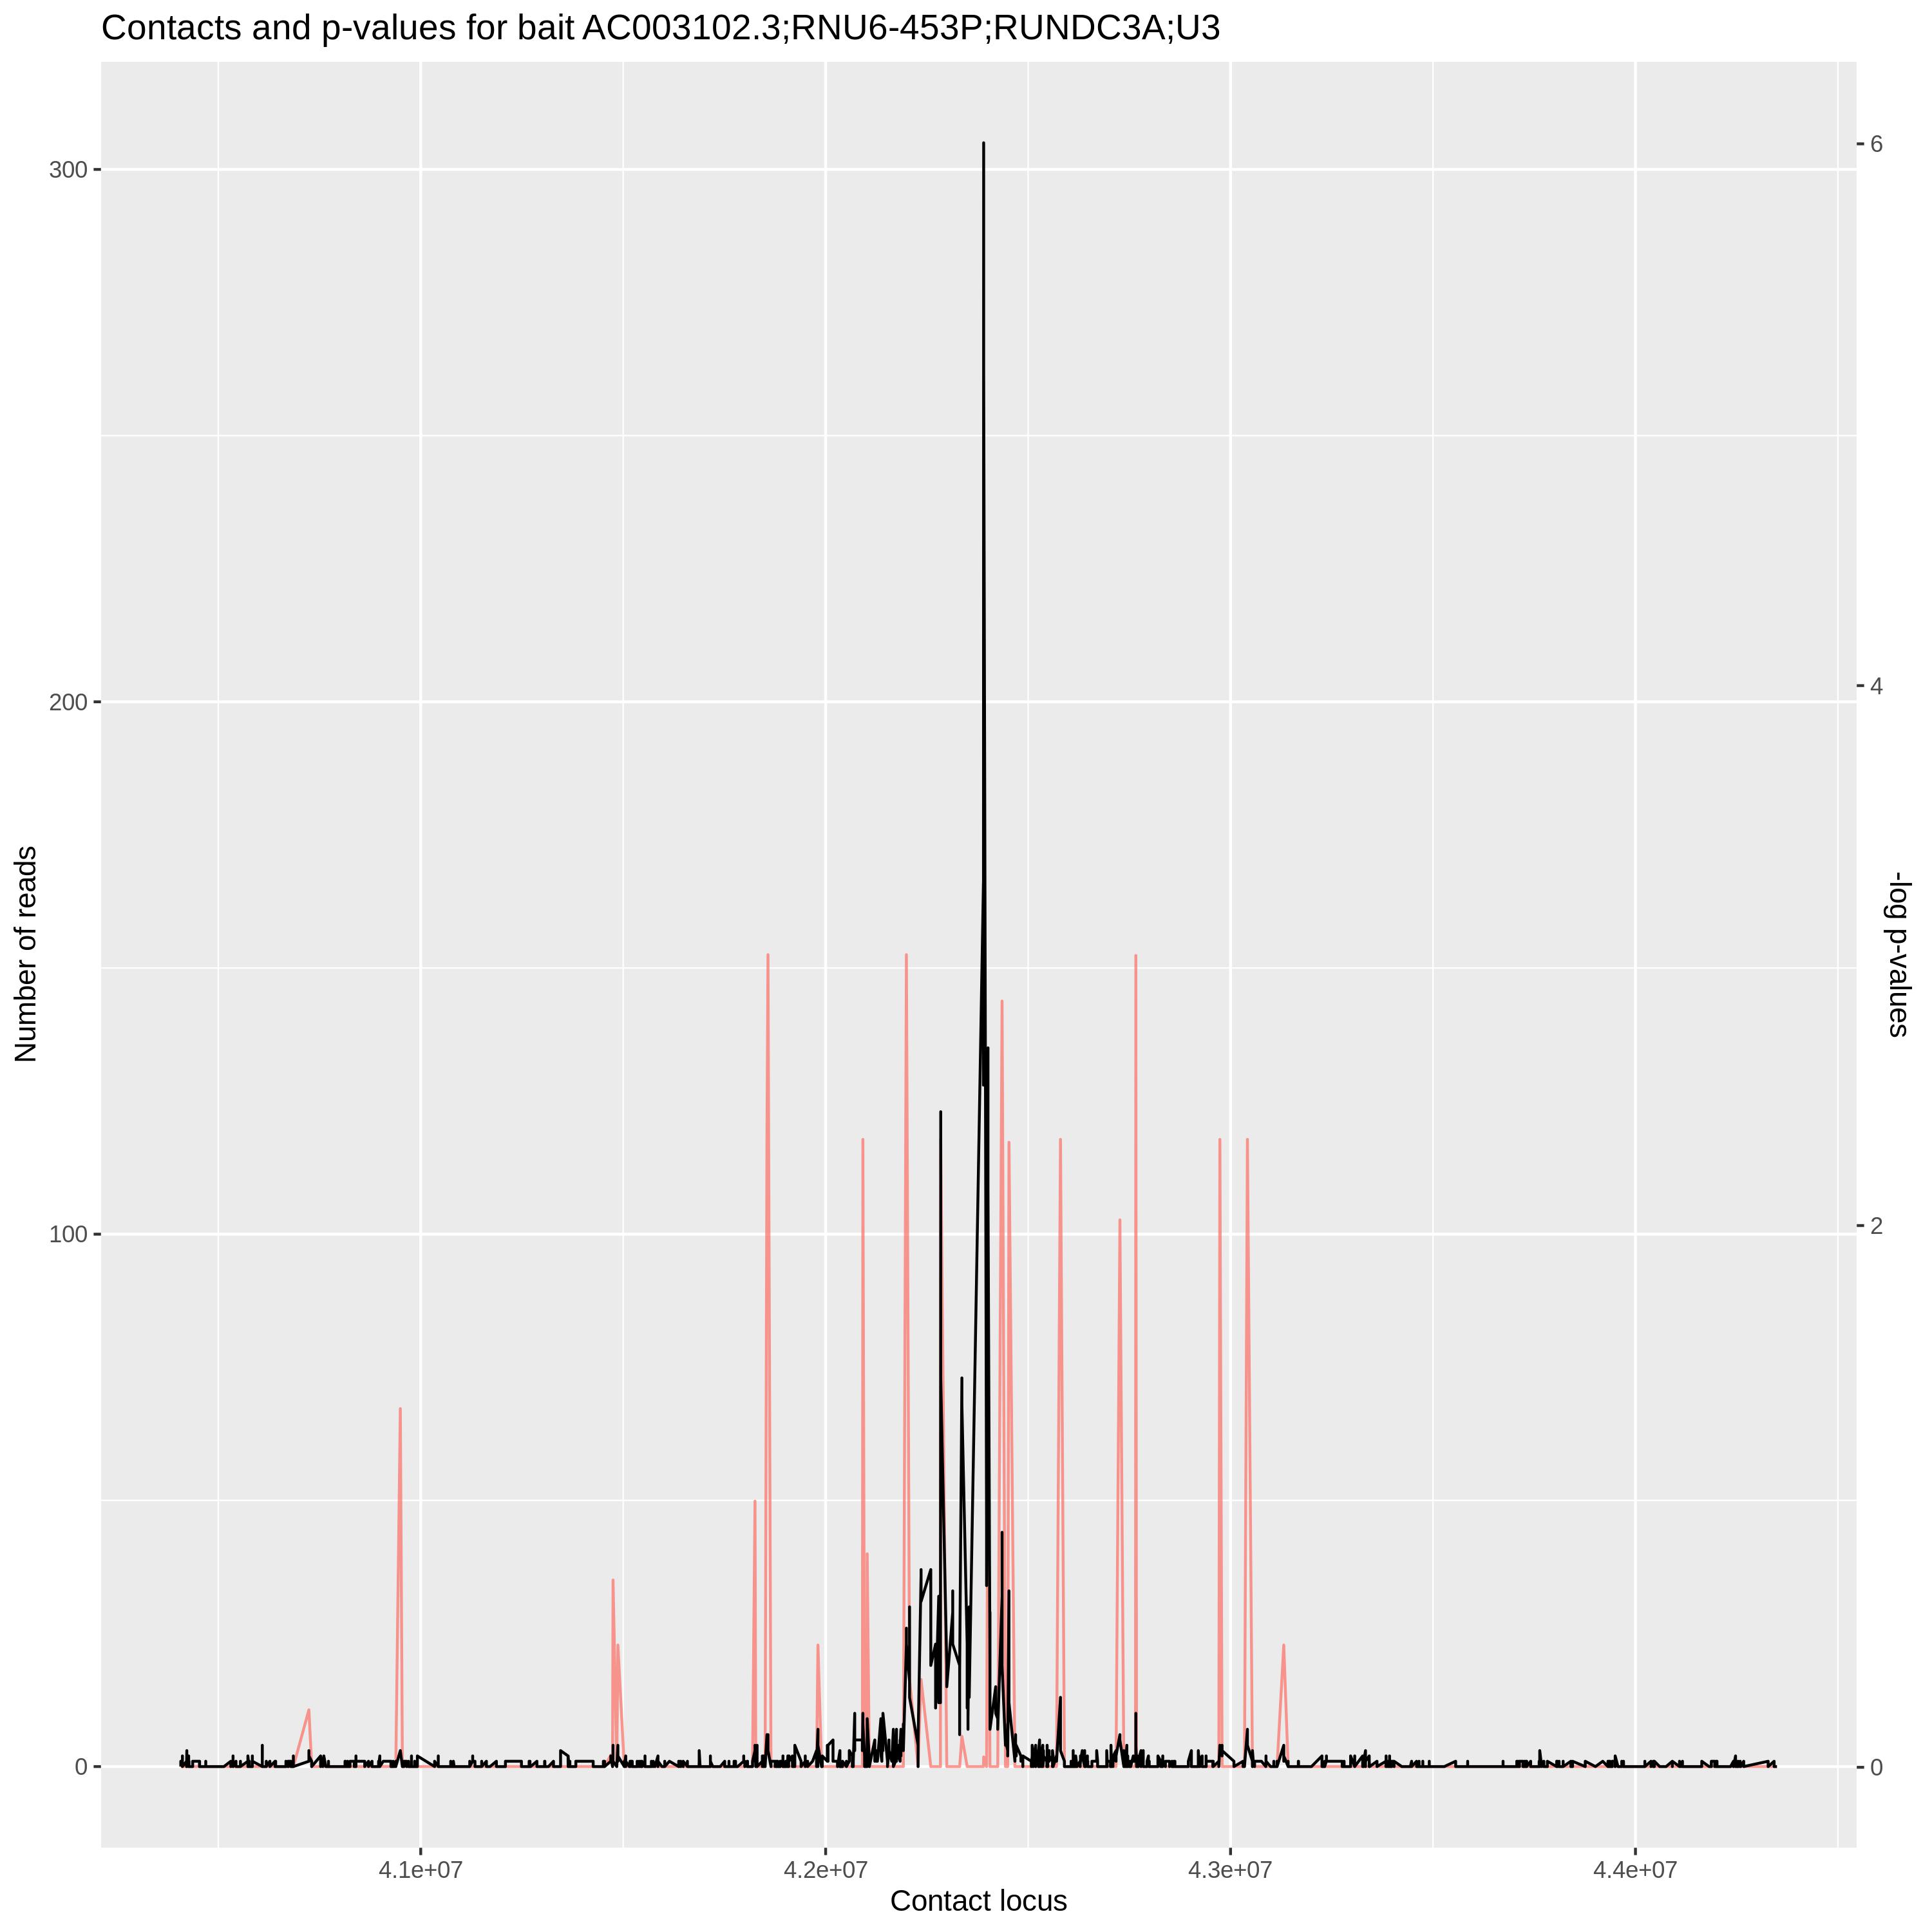 Contacts and p-values for bait AC003102.3;RNU6-453P;RUNDC3A;U3
300
200
100
0
Number of reads
6
4
2
0
-log p-values
4.1e+07 4.2e+07 4.3e+07 4.4e+07
Contact locus